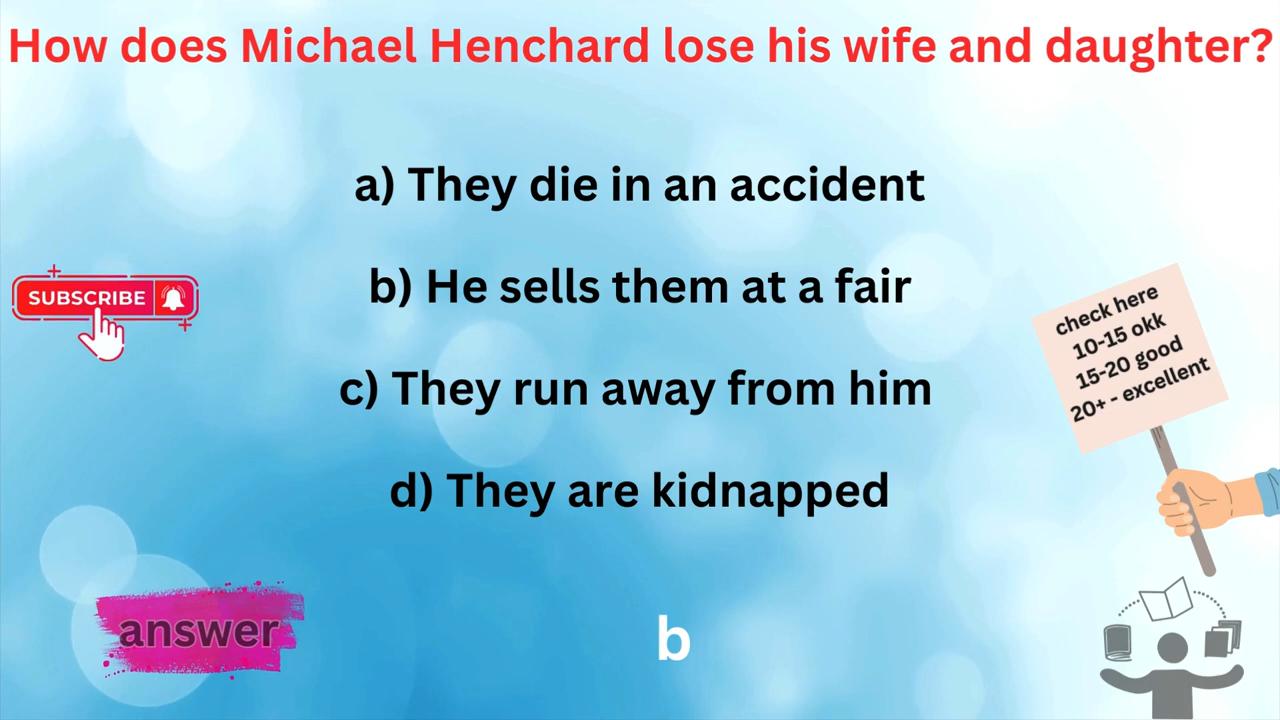 How does Michael Henchard lose his wife and daughter?
a) They die in an accident
b) He sells them at a fair
SUBSCRIBE
c) They run away from him
d) They are kidnapped
check here
10-15 okk
15-20 good
20+ - excellent
answer
b